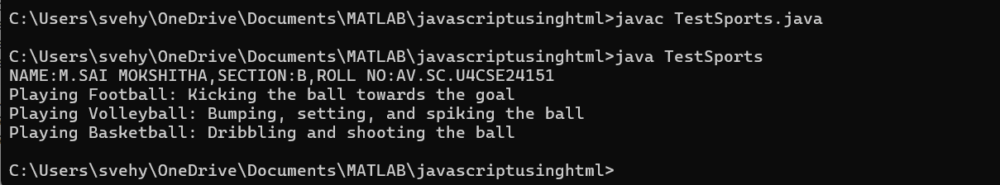 C:\Users\svehy\OneDrive\Documents\MATLAB\javascriptusinghtml>javac TestSports.java
C:\Users\svehy\OneDrive\Documents\MATLAB\javascriptusinghtml>java TestSports
NAME:M.SAI MOKSHITHA,SECTION:B,ROLL NO:AV.SC.U4CSE24151
Playing Football: Kicking the ball towards the goal
Playing Volleyball: Bumping, setting, and spiking the ball
Playing Basketball: Dribbling and shooting the ball
C:\Users\svehy\OneDrive\Documents\MATLAB\javascriptusinghtml>